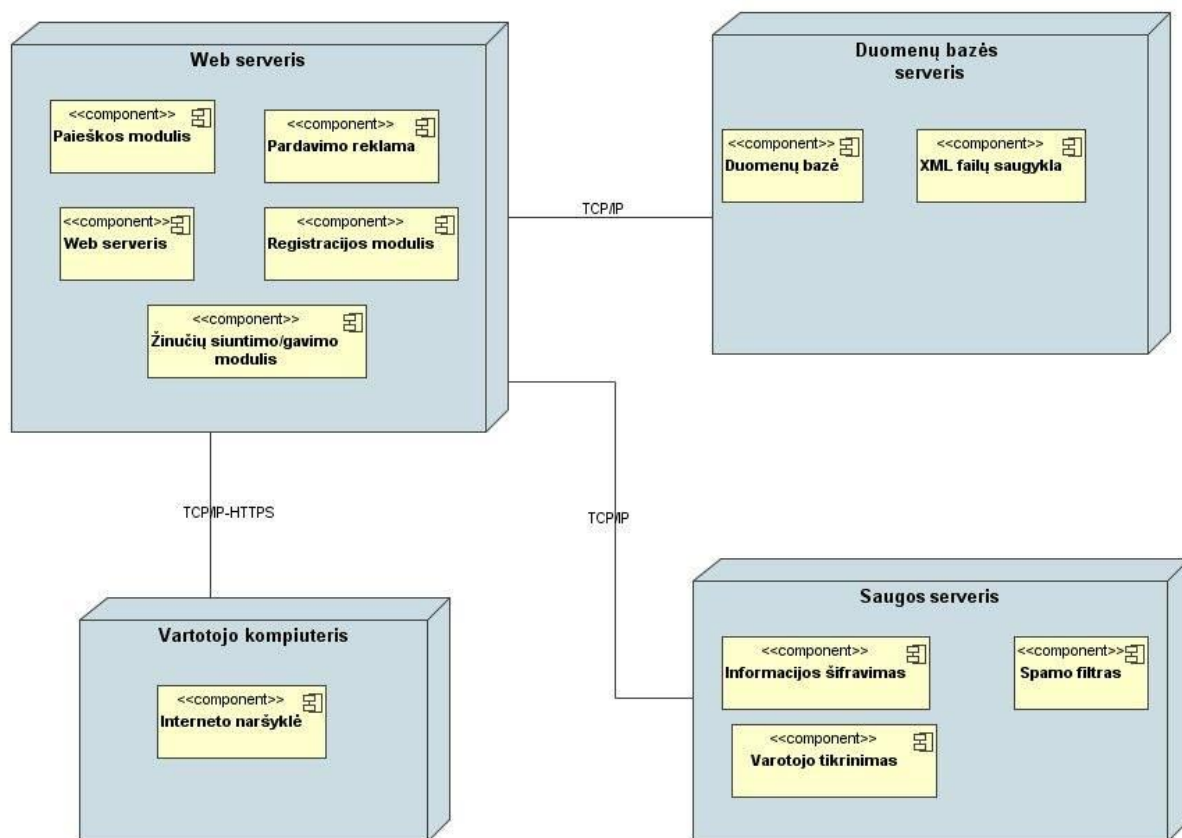 Web serveris
<<component>>
Paieškos modulis
<<component>>
Pardavimo reklama
<<component>>
Web serveris
<<component>>
Registracijos modulis
<<component>>
Žinučių siuntimo/gavimo
modulis
Duomenų bazės
serveris
<<component>>
Duomenų bazė
<<component>>
XML failų saugykla
TCP/IP
TCP/IP-HTTPS
TCP/IP
Vartotojo kompiuteris
<<component>>
Interneto naršyklė
Saugos serveris
<<component>>
Informacijos šifravimas
<<component>>
Spamo filtras
<<component>>
Varotojo tikrinimas